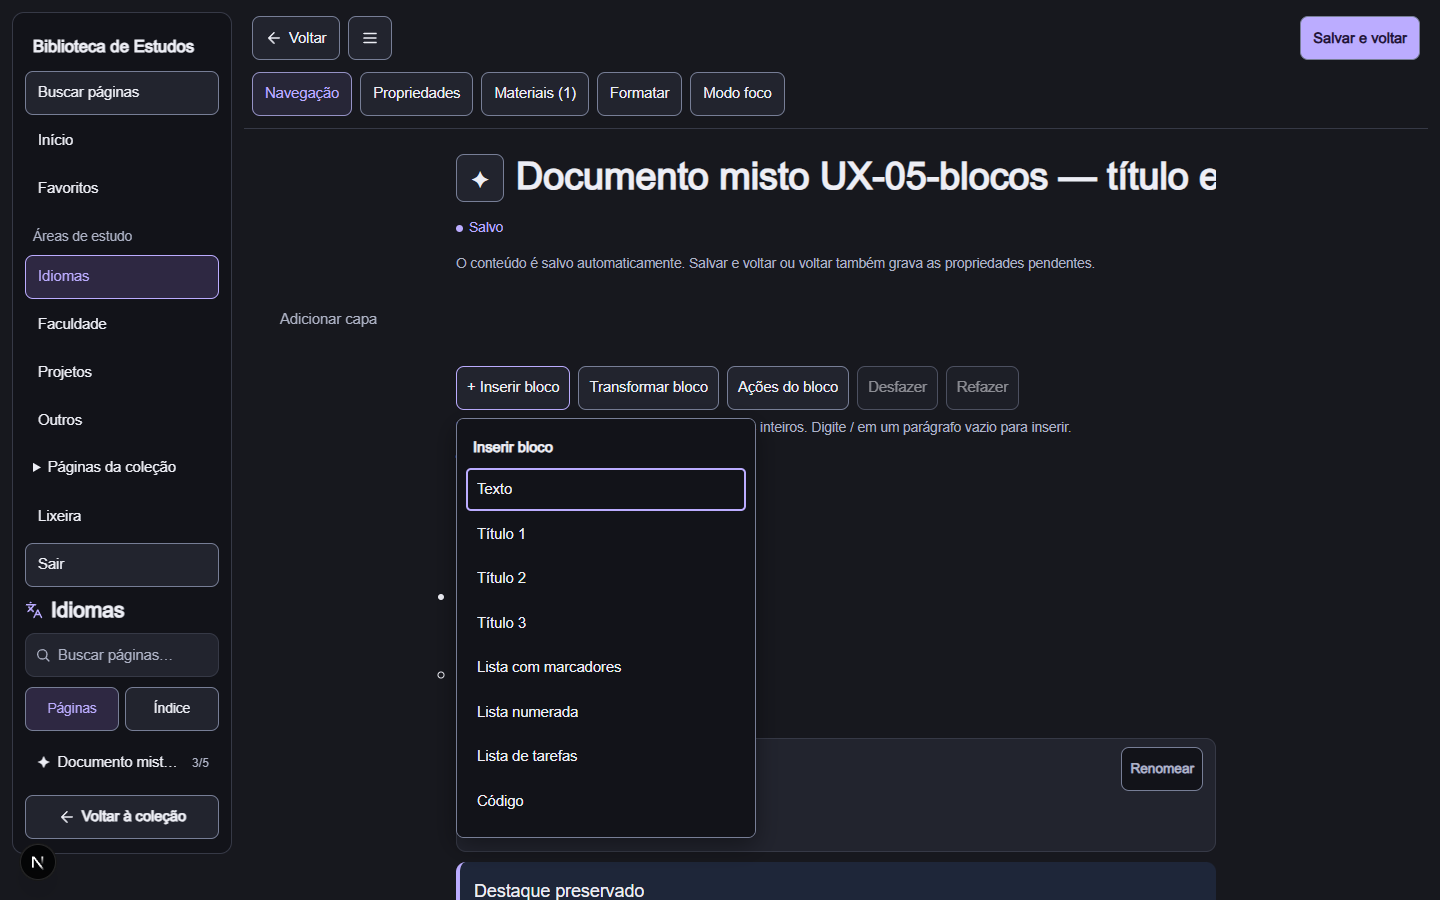 Biblioteca de Estudos
Buscar páginas
Início
Favoritos
Áreas de estudo
Idiomas
Faculdade
Projetos
Outros
Páginas da coleção
Lixeira
Sair
Idiomas
Buscar páginas...
Páginas
Índice
Documento mist... 3/5
Voltar à coleção
N
Voltar
Salvar e voltar
Navegação
Propriedades
Materiais (1)
Formatar
Modo foco
Documento misto UX-05-blocos — título e
Salvo
O conteúdo é salvo automaticamente. Salvar e voltar ou voltar também grava as propriedades pendentes.
Adicionar capa
+ Inserir bloco
Transformar bloco
Ações do bloco
Desfazer
Refazer
inteiros. Digite / em um parágrafo vazio para inserir.
Inserir bloco
Texto
Título 1
Título 2
Título 3
Lista com marcadores
Lista numerada
Lista de tarefas
Código
Renomear
Destaque preservado